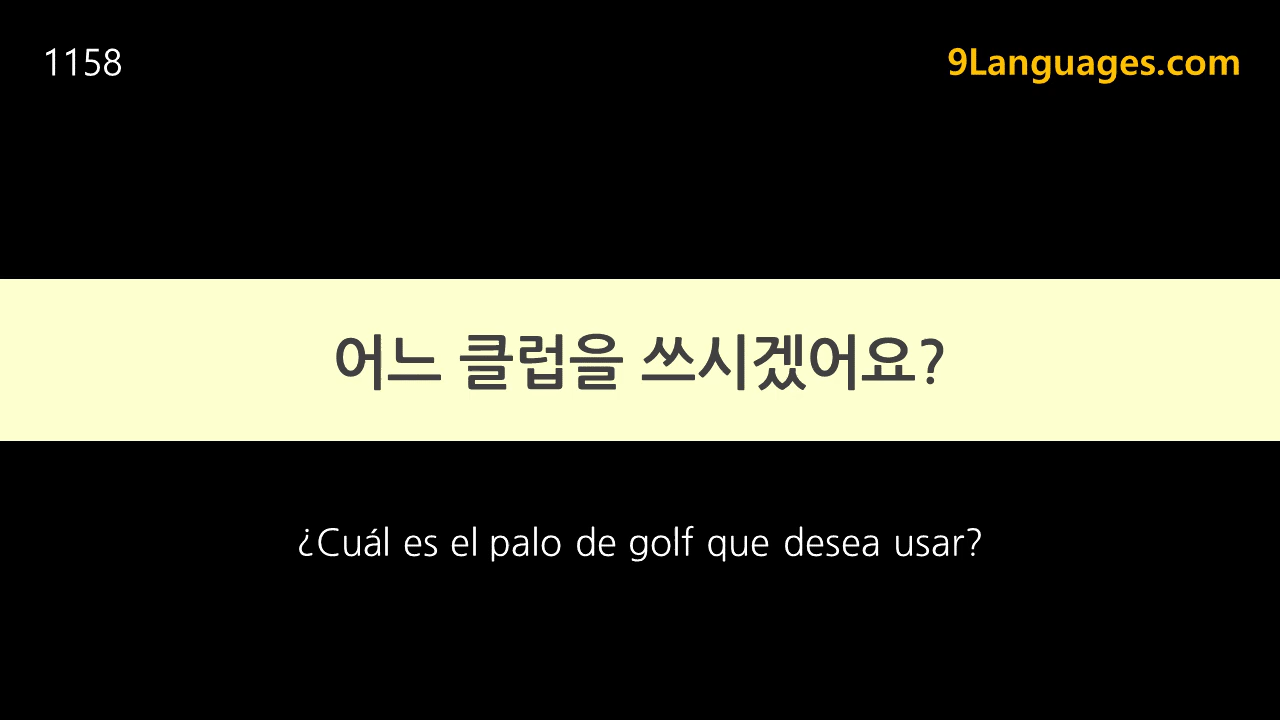 1158
9Languages.com
어느 클럽을 쓰시겠어요?
¿Cuál es el palo de golf que desea usar?